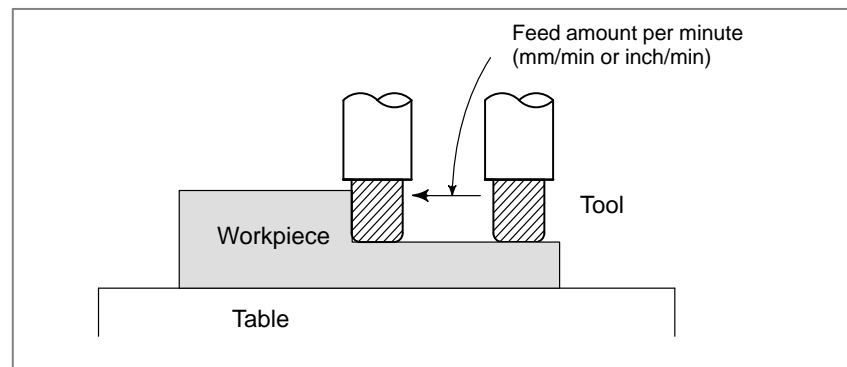 Feed amount per minute
(mm/min or inch/min)
Tool
Workpiece
Table